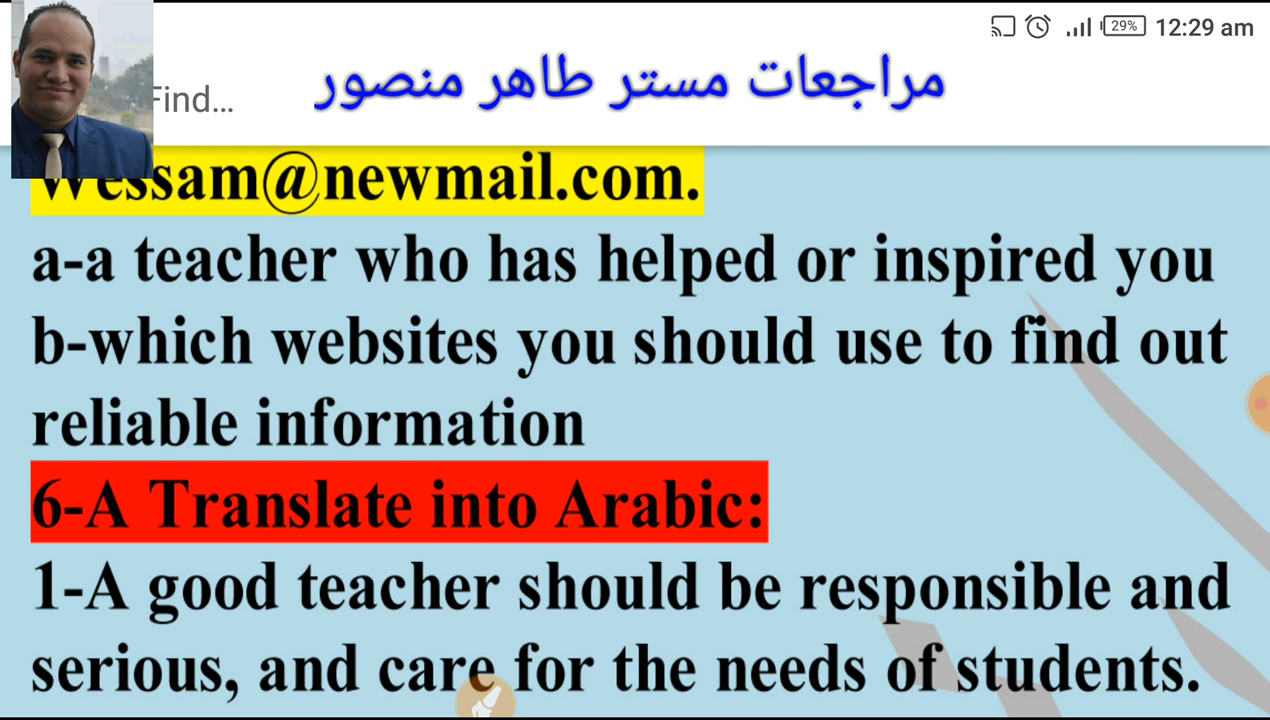 29% 12:29 am
مراجعات مستر طاهر منصور
Find...
Wessam@newmail.com.
a-a teacher who has helped or inspired you
b-which websites you should use to find out
reliable information
6-A Translate into Arabic:
1-A good teacher should be responsible and
serious, and care for the needs of students.